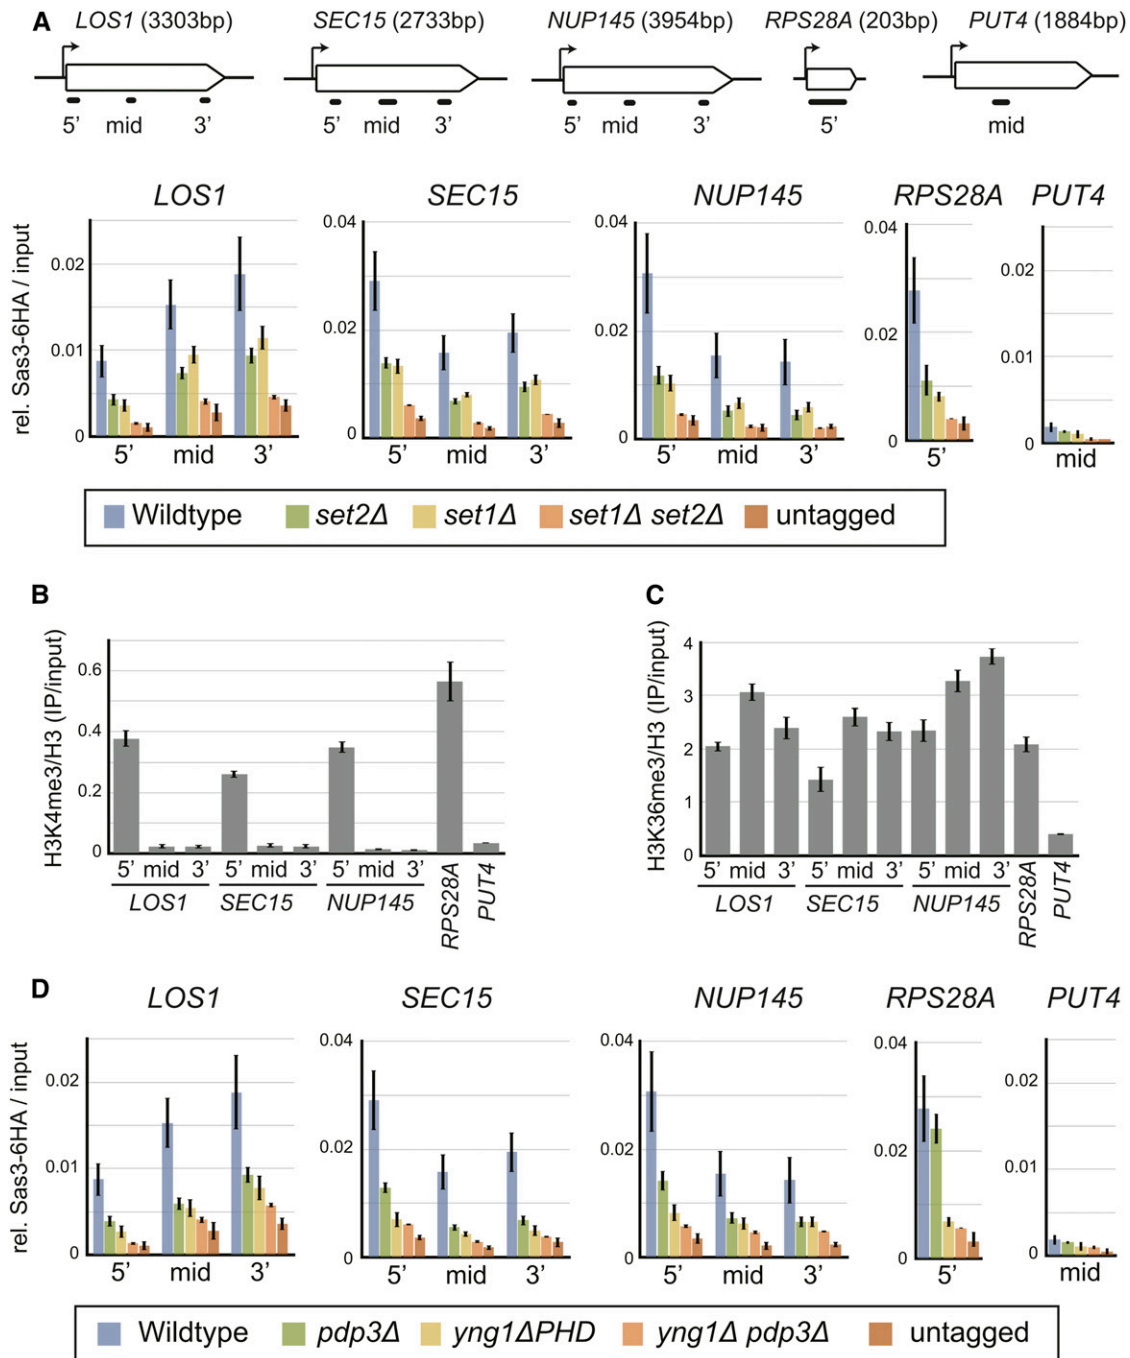 A
LOS1 (3303bp) SEC15 (2733bp) NUP145 (3954bp) RPS28A (203bp) PUT4 (1884bp)
5’ mid 3’ 5’ mid 3’ 5’ mid 3’ 5’ mid
LOS1 SEC15 NUP145 RPS28A PUT4
rel. Sas3-6HA / input
0.02 0.01 0
5’ mid 3’
0.04 0.02 0
5’ mid 3’
0.04 0.02 0
5’ mid 3’
0.04 0.02 0
5’
0.02 0.01 0
mid
Wildtype set2Δ set1Δ set1Δ set2Δ untagged
B
H3K4me3/H3 (IP/input)
0.6
0.4
0.2
0
5’ mid 3’ 5’ mid 3’ 5’ mid 3’
LOS1 SEC15 NUP145 RPS28A PUT4
C
H3K36me3/H3 (IP/input)
4
3
2
1
0
5’ mid 3’ 5’ mid 3’ 5’ mid 3’
LOS1 SEC15 NUP145 RPS28A PUT4
D
LOS1 SEC15 NUP145 RPS28A PUT4
rel. Sas3-6HA / input
0.02 0.01 0
5’ mid 3’
0.04 0.02 0
5’ mid 3’
0.04 0.02 0
5’ mid 3’
0.04 0.02 0
5’
0.02 0.01 0
mid
Wildtype pdp3Δ yng1ΔPHD yng1Δ pdp3Δ untagged